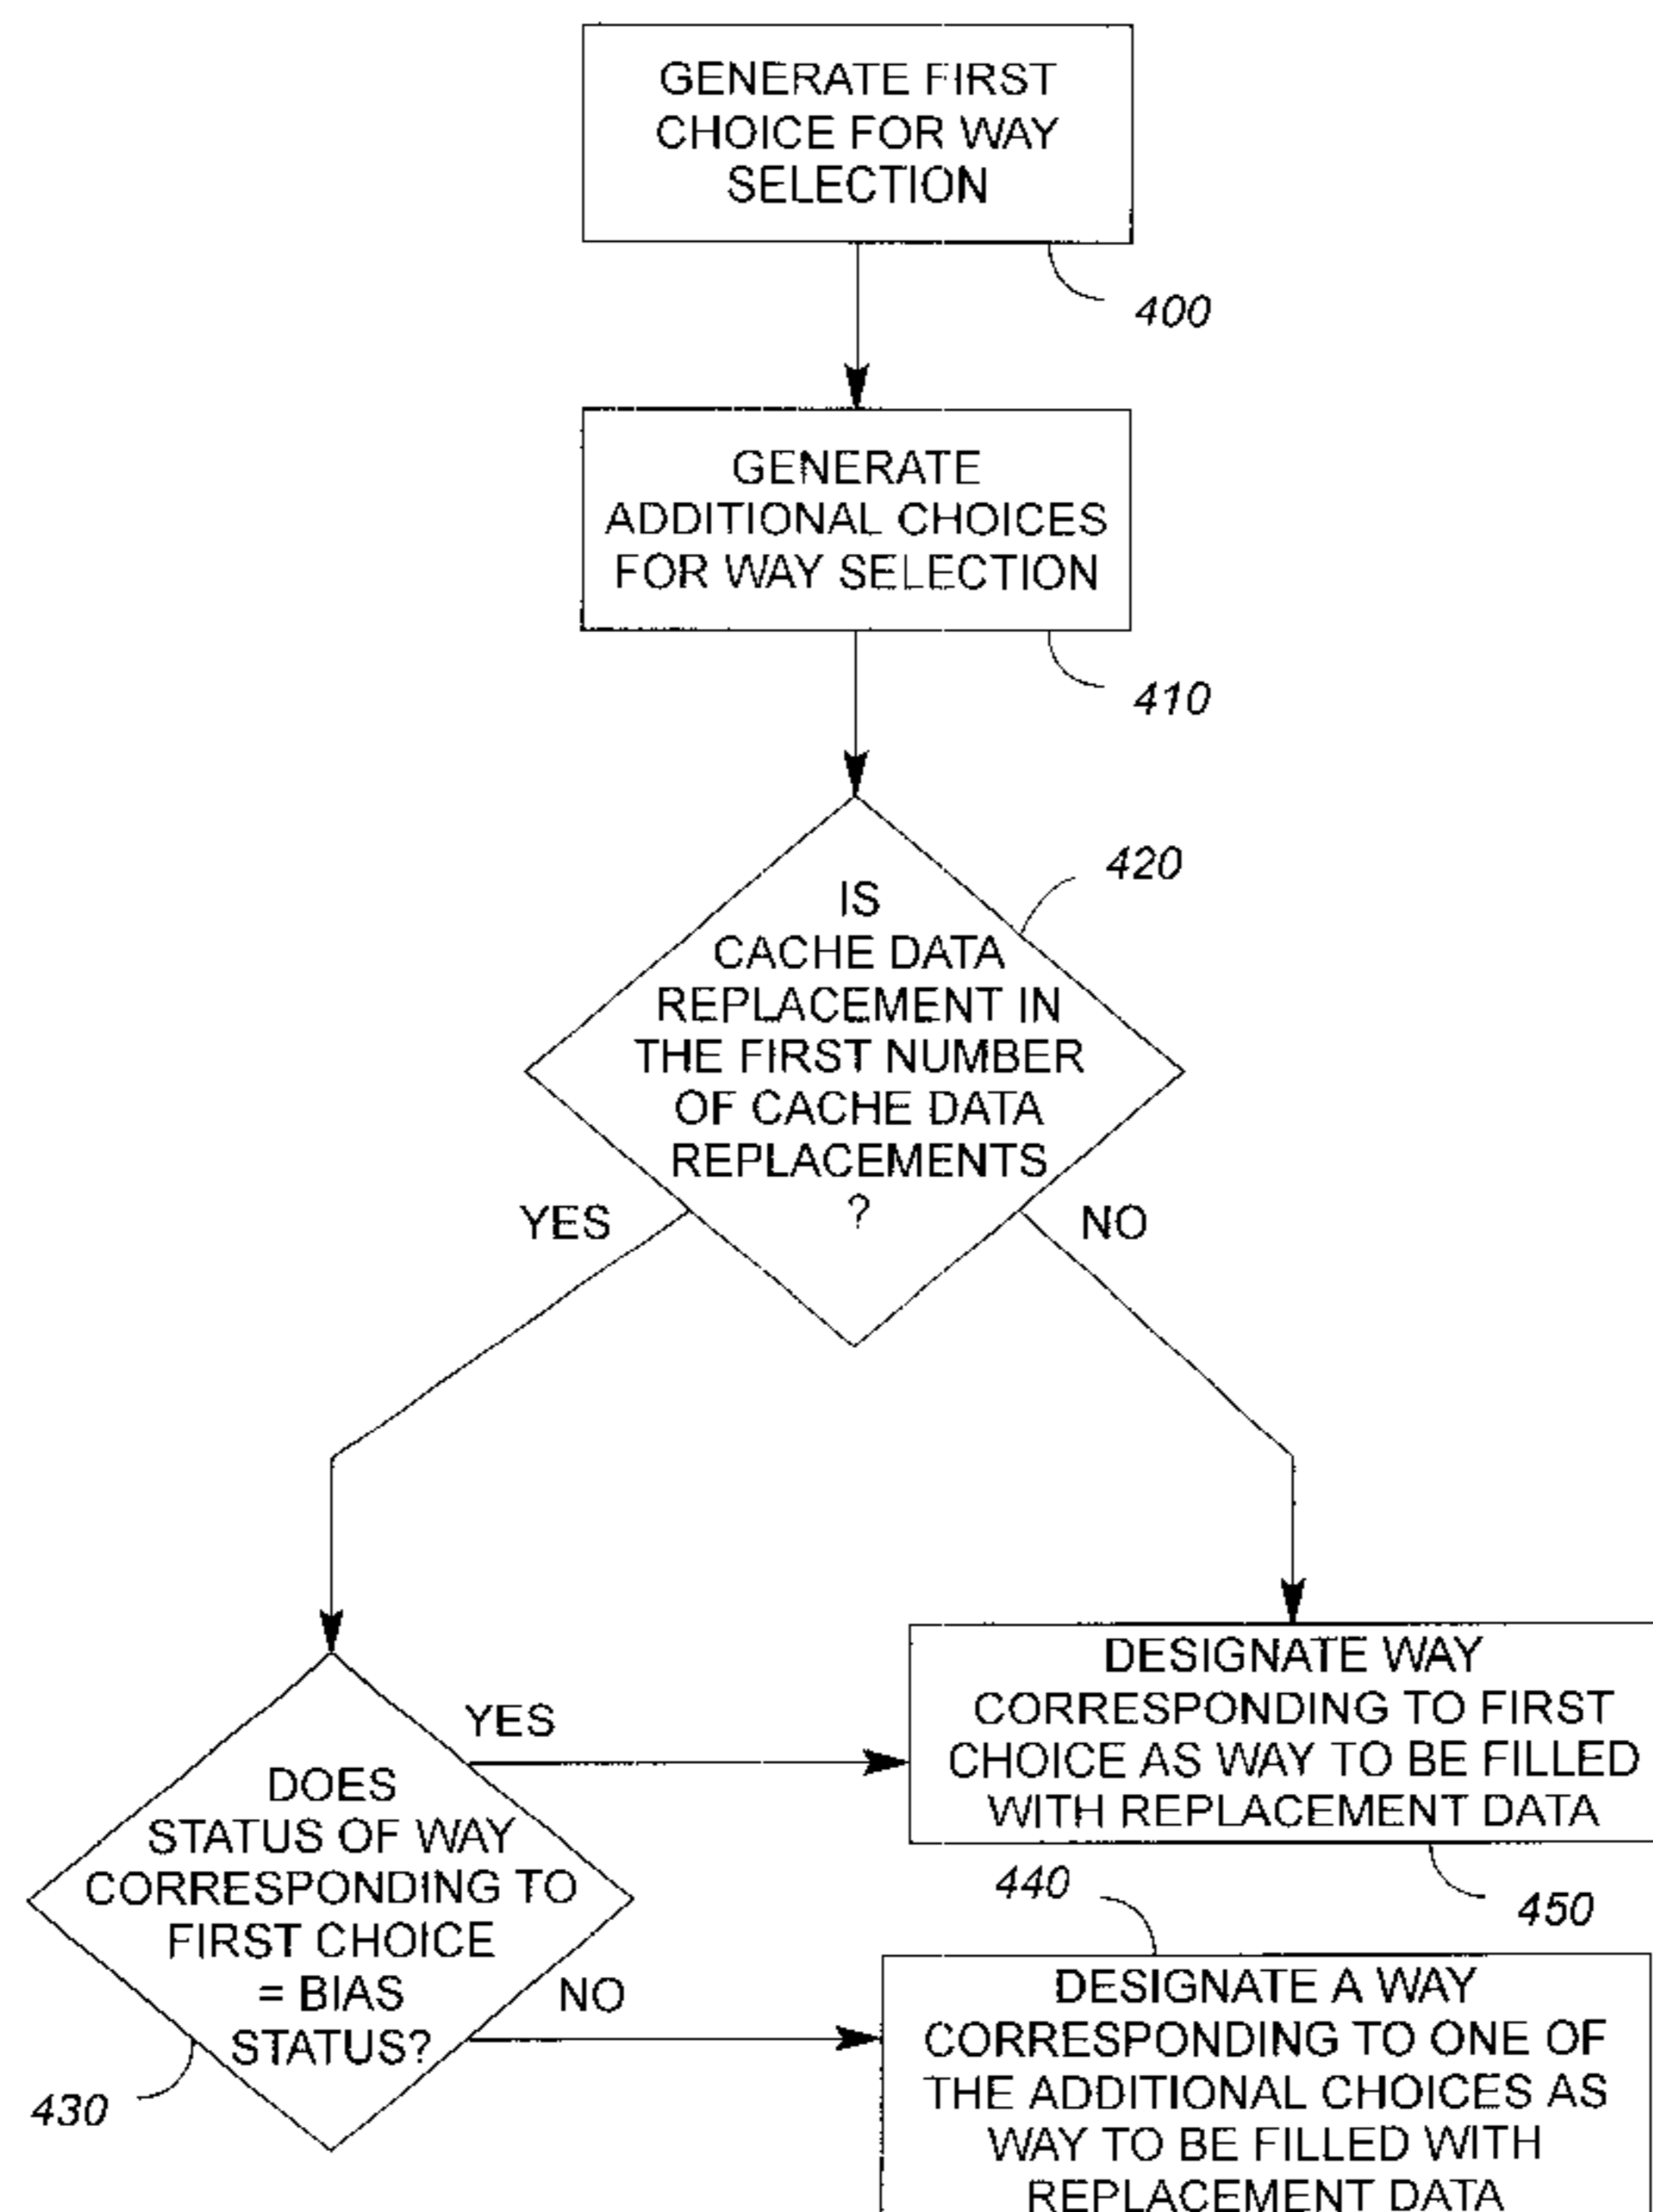 GENERATE FIRST
CHOICE FOR WAY
SELECTION
400
GENERATE
ADDITIONAL CHOICES
FOR WAY SELECTION
410
420
IS
CACHE DATA
REPLACEMENT IN
THE FIRST NUMBER
OF CACHE DATA
REPLACEMENTS
?
YES
NO
DESIGNATE WAY
CORRESPONDING TO FIRST
CHOICE AS WAY TO BE FILLED
WITH REPLACEMENT DATA
450
YES
DOES
STATUS OF WAY
CORRESPONDING TO
FIRST CHOICE
= BIAS
STATUS?
NO
430
440
DESIGNATE A WAY
CORRESPONDING TO ONE OF
THE ADDITIONAL CHOICES AS
WAY TO BE FILLED WITH
REPLACEMENT DATA